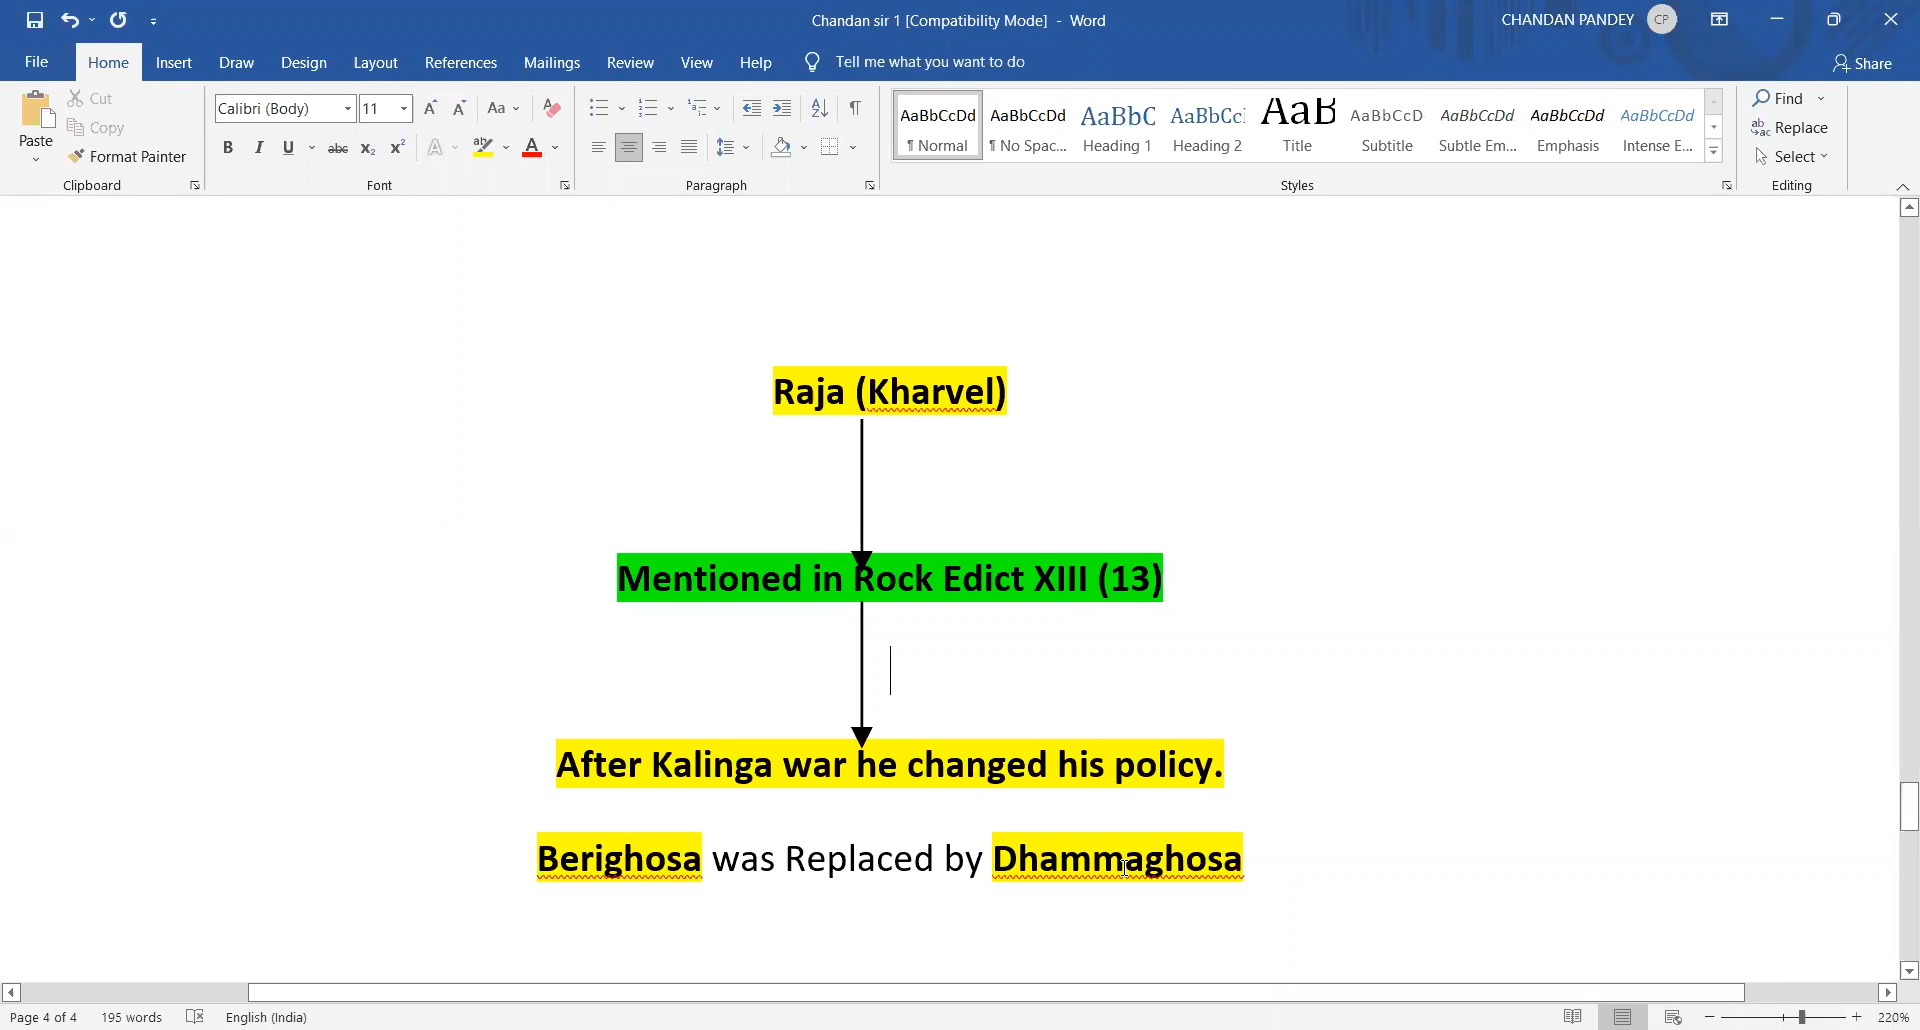 Chandan sir 1 [Compatibility Mode] - Word
CHANDAN PANDEY CP
File Home Insert Draw Design Layout References Mailings Review View Help Tell me what you want to do Share
Paste
Cut
Copy
Format Painter
Clipboard
Calibri (Body) 11 Aa
B I U abc x₂ x² A A
Font
Paragraph
AaBbCcDd AaBbCcDd AaBbC AaBbCc AaB AaBbCcD AaBbCcDd AaBbCcDd AaBbCcDd
¶ Normal ¶ No Spac... Heading 1 Heading 2 Title Subtitle Subtle Em... Emphasis Intense E...
Styles
Find
Replace
Select
Editing
Raja (Kharvel)
Mentioned in Rock Edict XIII (13)
After Kalinga war he changed his policy.
Berighosa was Replaced by Dhammaghosa
Page 4 of 4 195 words English (India) 220%